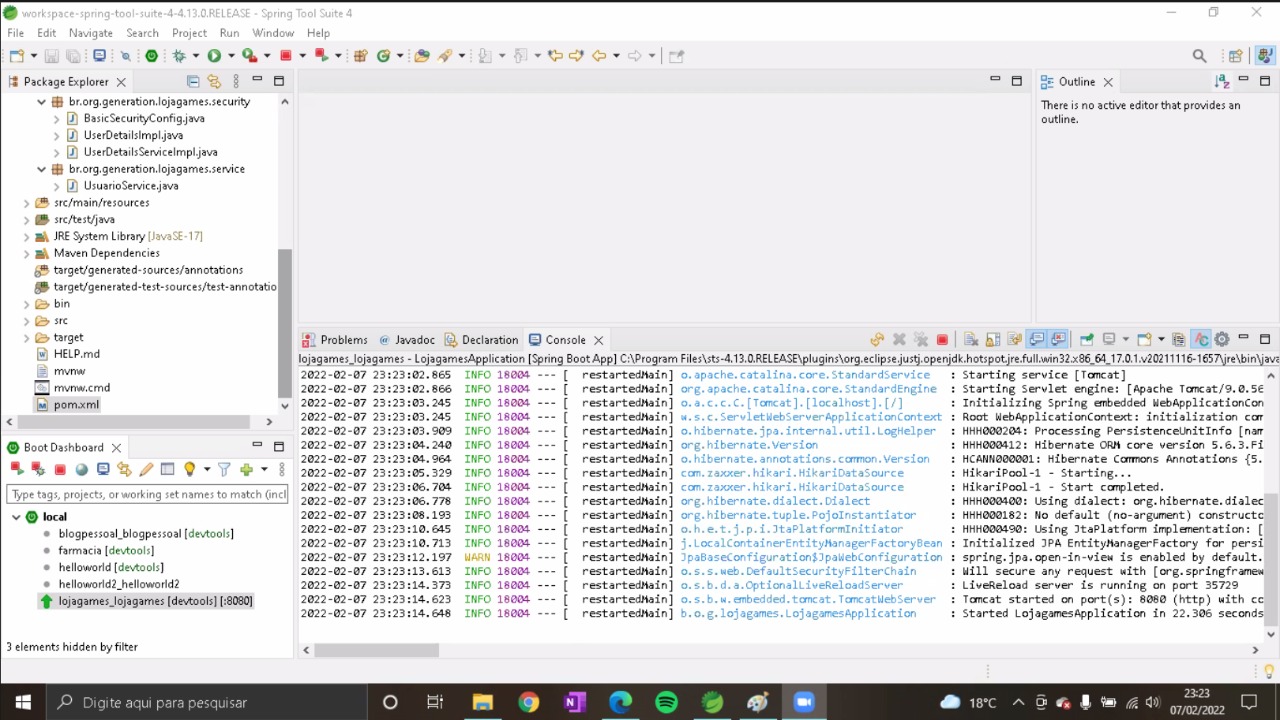 workspace-spring-tool-suite-4-4.13.0.RELEASE - Spring Tool Suite 4
File Edit Navigate Search Project Run Window Help
Package Explorer
br.org.generation.lojagames.security
BasicSecurityConfig.java
UserDetailsImpl.java
UserDetailsServiceImpl.java
br.org.generation.lojagames.service
UsuarioService.java
src/main/resources
src/test/java
JRE System Library [JavaSE-17]
Maven Dependencies
target/generated-sources/annotations
target/generated-test-sources/test-annotatio
bin
src
target
HELP.md
mvnw
mvnw.cmd
pom.xml
Outline
There is no active editor that provides an
outline.
Problems Javadoc Declaration Console
lojagames_lojagames - LojagamesApplication [Spring Boot App] C:\Program Files\sts-4.13.0.RELEASE\plugins\org.eclipse.justj.openjdk.hotspot.jre.full.win32.x86_64_17.0.1.v20211116-1657\jre\bin\java
2022-02-07 23:23:02.865 INFO 18004 --- [ restartedMain] o.apache.catalina.core.StandardService : Starting service [Tomcat]
2022-02-07 23:23:02.866 INFO 18004 --- [ restartedMain] org.apache.catalina.core.StandardEngine : Starting Servlet engine: [Apache Tomcat/9.0.56
2022-02-07 23:23:03.245 INFO 18004 --- [ restartedMain] o.a.c.c.C.[Tomcat].[localhost].[/] : Initializing Spring embedded WebApplicationCon
2022-02-07 23:23:03.245 INFO 18004 --- [ restartedMain] w.s.c.ServletWebServerApplicationContext : Root WebApplicationContext: initialization com
2022-02-07 23:23:03.909 INFO 18004 --- [ restartedMain] o.hibernate.jpa.internal.util.LogHelper : HHH000204: Processing PersistenceUnitInfo [nam
2022-02-07 23:23:04.240 INFO 18004 --- [ restartedMain] org.hibernate.Version : HHH000412: Hibernate ORM core version 5.6.3.Fi
2022-02-07 23:23:04.964 INFO 18004 --- [ restartedMain] o.hibernate.annotations.common.Version : HCANN000001: Hibernate Commons Annotations {5.
2022-02-07 23:23:05.329 INFO 18004 --- [ restartedMain] com.zaxxer.hikari.HikariDataSource : HikariPool-1 - Starting...
2022-02-07 23:23:06.704 INFO 18004 --- [ restartedMain] com.zaxxer.hikari.HikariDataSource : HikariPool-1 - Start completed.
2022-02-07 23:23:06.778 INFO 18004 --- [ restartedMain] org.hibernate.dialect.Dialect : HHH000400: Using dialect: org.hibernate.dialec
2022-02-07 23:23:08.193 INFO 18004 --- [ restartedMain] org.hibernate.tuple.PojoInstantiator : HHH000182: No default (no-argument) constructo
2022-02-07 23:23:10.645 INFO 18004 --- [ restartedMain] o.h.e.t.j.p.i.JtaPlatformInitiator : HHH000490: Using JtaPlatform implementation: [
2022-02-07 23:23:10.713 INFO 18004 --- [ restartedMain] j.LocalContainerEntityManagerFactoryBean : Initialized JPA EntityManagerFactory for persi
2022-02-07 23:23:12.197 WARN 18004 --- [ restartedMain] JpaBaseConfiguration$JpaWebConfiguration : spring.jpa.open-in-view is enabled by default.
2022-02-07 23:23:13.613 INFO 18004 --- [ restartedMain] o.s.s.web.DefaultSecurityFilterChain : Will secure any request with [org.springframew
2022-02-07 23:23:14.373 INFO 18004 --- [ restartedMain] o.s.b.d.a.OptionalLiveReloadServer : LiveReload server is running on port 35729
2022-02-07 23:23:14.623 INFO 18004 --- [ restartedMain] o.s.b.w.embedded.tomcat.TomcatWebServer : Tomcat started on port(s): 8080 (http) with co
2022-02-07 23:23:14.648 INFO 18004 --- [ restartedMain] b.o.g.lojagames.LojagamesApplication : Started LojagamesApplication in 22.306 seconds
Boot Dashboard
Type tags, projects, or working set names to match (incl
local
blogpessoal_blogpessoal [devtools]
farmacia [devtools]
helloworld [devtools]
helloworld2_helloworld2
lojagames_lojagames [devtools] [:8080]
3 elements hidden by filter
Digite aqui para pesquisar
18°C
23:23
07/02/2022